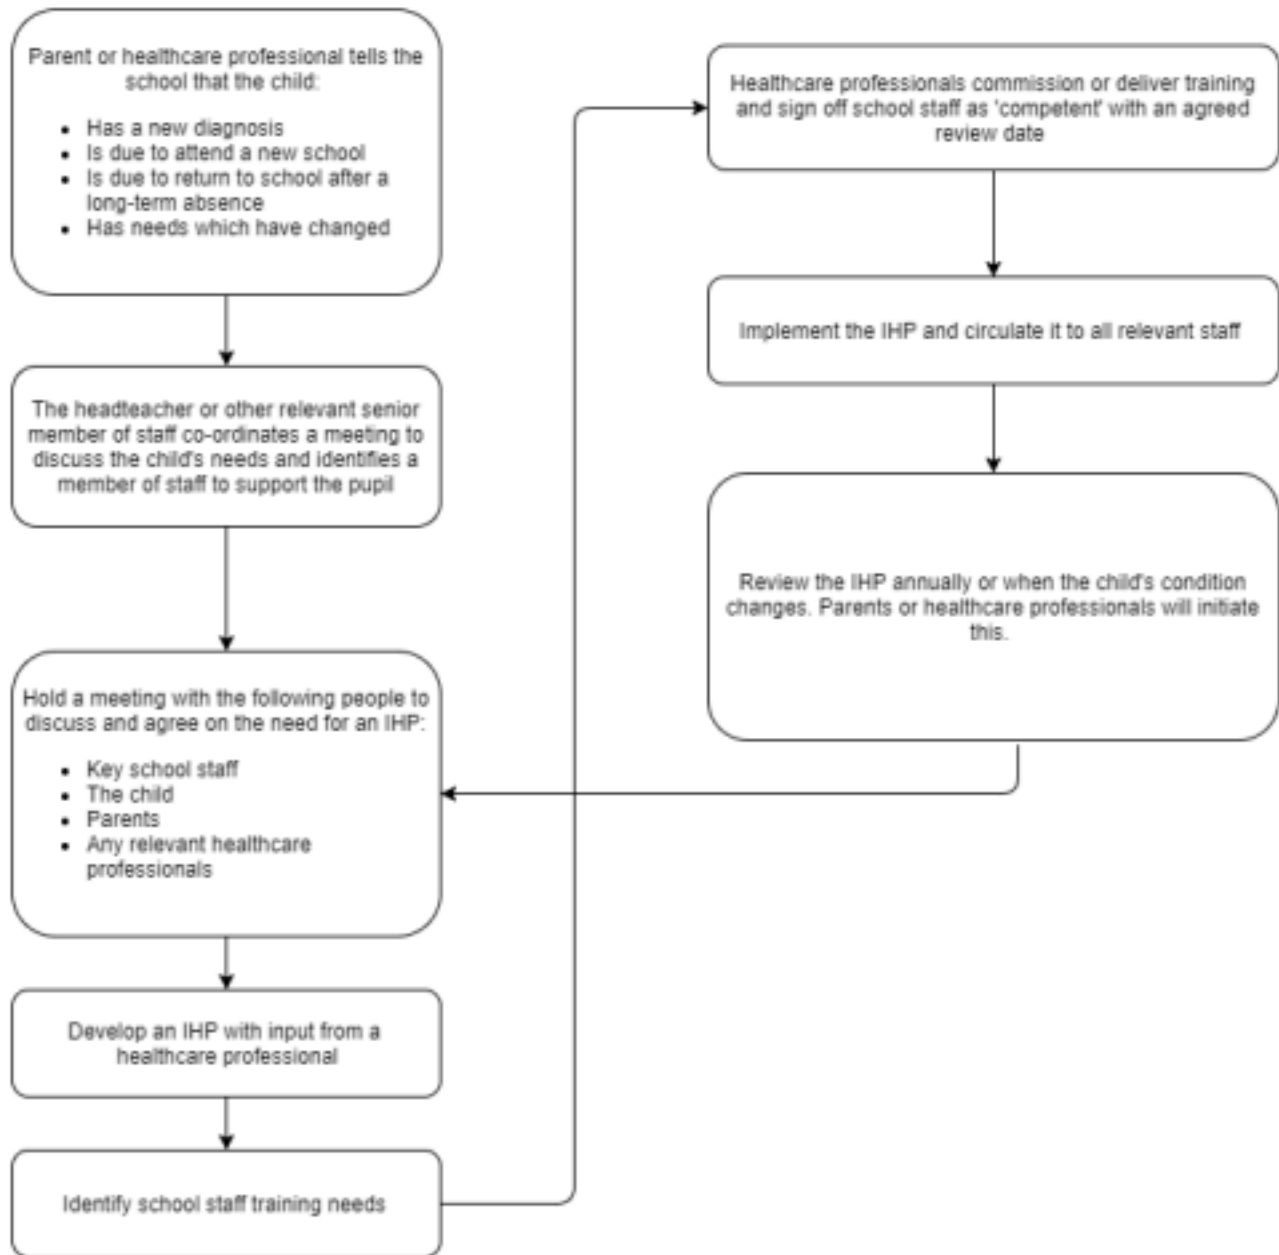 Parent or healthcare professional tells the
school that the child:
• Has a new diagnosis
• Is due to attend a new school
• Is due to return to school after a
long-term absence
• Has needs which have changed
The headteacher or other relevant senior
member of staff co-ordinates a meeting to
discuss the child's needs and identifies a
member of staff to support the pupil
Hold a meeting with the following people to
discuss and agree on the need for an IHP:
• Key school staff
• The child
• Parents
• Any relevant healthcare
professionals
Develop an IHP with input from a
healthcare professional
Identify school staff training needs
Healthcare professionals commission or deliver training
and sign off school staff as 'competent' with an agreed
review date
Implement the IHP and circulate it to all relevant staff
Review the IHP annually or when the child's condition
changes. Parents or healthcare professionals will initiate
this.